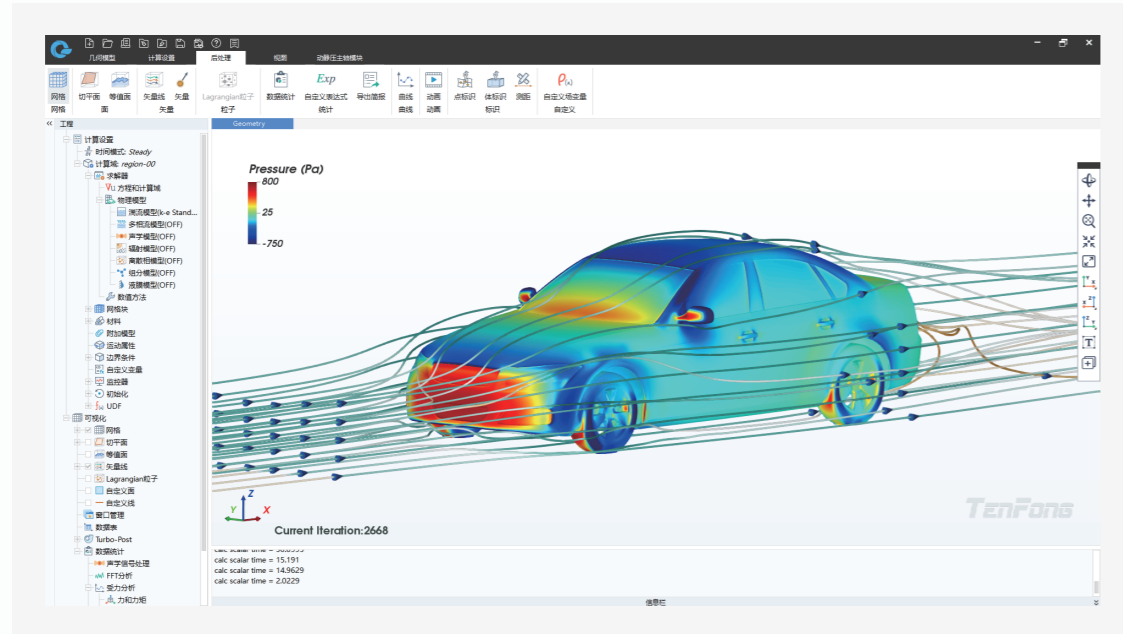 几何模型 计算设置 后处理 视图 动静压主轴模块
网格 切平面 等值面 矢量线 矢量 Lagrangian粒子 数据统计 Exp 自定义表达式 导出简报 曲线 动画 点标识 体标识 测距 自定义场变量
网格 面 矢量 粒子 统计 曲线 动画 标识 自定义
工程
Geometry
计算设置
时间模式: Steady
计算域: region-00
求解器
方程和计算域
物理模型
湍流模型(k-e Stand...
多相流模型(OFF)
声学模型(OFF)
辐射模型(OFF)
离散相模型(OFF)
组分模型(OFF)
液膜模型(OFF)
数值方法
网格块
材料
附加模型
运动属性
边界条件
自定义变量
监控器
初始化
UDF
可视化
网格
切平面
等值面
矢量线
Lagrangian粒子
自定义面
自定义线
窗口管理
数据表
Turbo-Post
数据统计
声学信号处理
FFT分析
受力分析
力和力矩
Pressure (Pa)
800
25
-750
Z
Y X
Current Iteration:2668
TenFong
calc scalar time = 15.191
calc scalar time = 14.9629
calc scalar time = 2.0229
信息栏